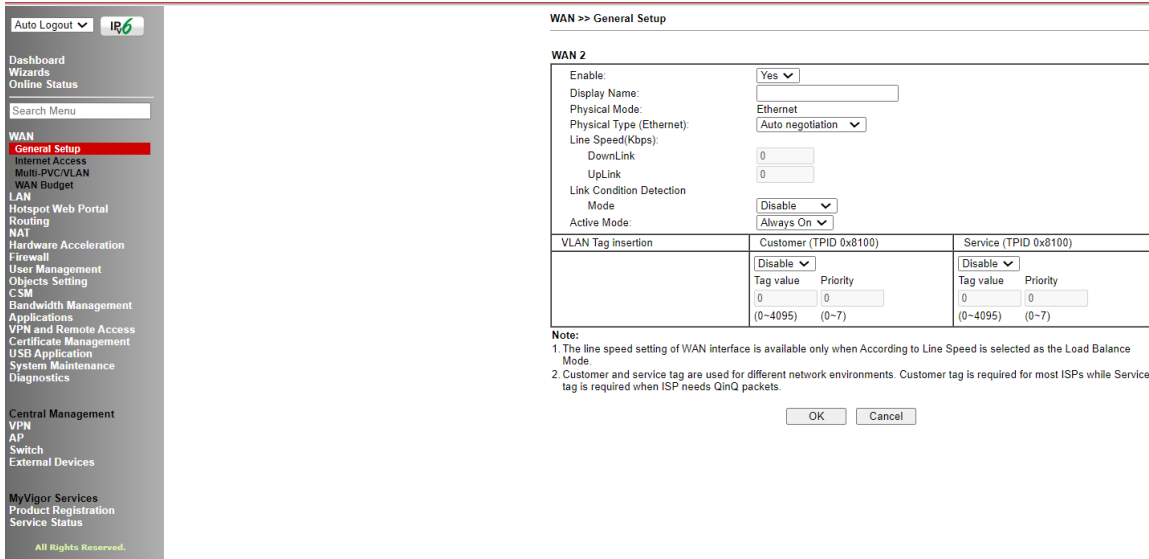 Auto Logout
IPv6
Dashboard
Wizards
Online Status
Search Menu
WAN
General Setup
Internet Access
Multi-PVC/VLAN
WAN Budget
LAN
Hotspot Web Portal
Routing
NAT
Hardware Acceleration
Firewall
User Management
Objects Setting
CSM
Bandwidth Management
Applications
VPN and Remote Access
Certificate Management
USB Application
System Maintenance
Diagnostics
Central Management
VPN
AP
Switch
External Devices
MyVigor Services
Product Registration
Service Status
All Rights Reserved.
WAN >> General Setup
WAN 2
Enable: Yes
Display Name:
Physical Mode: Ethernet
Physical Type (Ethernet): Auto negotiation
Line Speed(Kbps):
DownLink 0
UpLink 0
Link Condition Detection
Mode Disable
Active Mode: Always On
VLAN Tag insertion Customer (TPID 0x8100) Service (TPID 0x8100)
Disable Disable
Tag value Priority Tag value Priority
0 0 0 0
(0~4095) (0~7) (0~4095) (0~7)
Note:
1. The line speed setting of WAN interface is available only when According to Line Speed is selected as the Load Balance
Mode.
2. Customer and service tag are used for different network environments. Customer tag is required for most ISPs while Service
tag is required when ISP needs QinQ packets.
OK Cancel